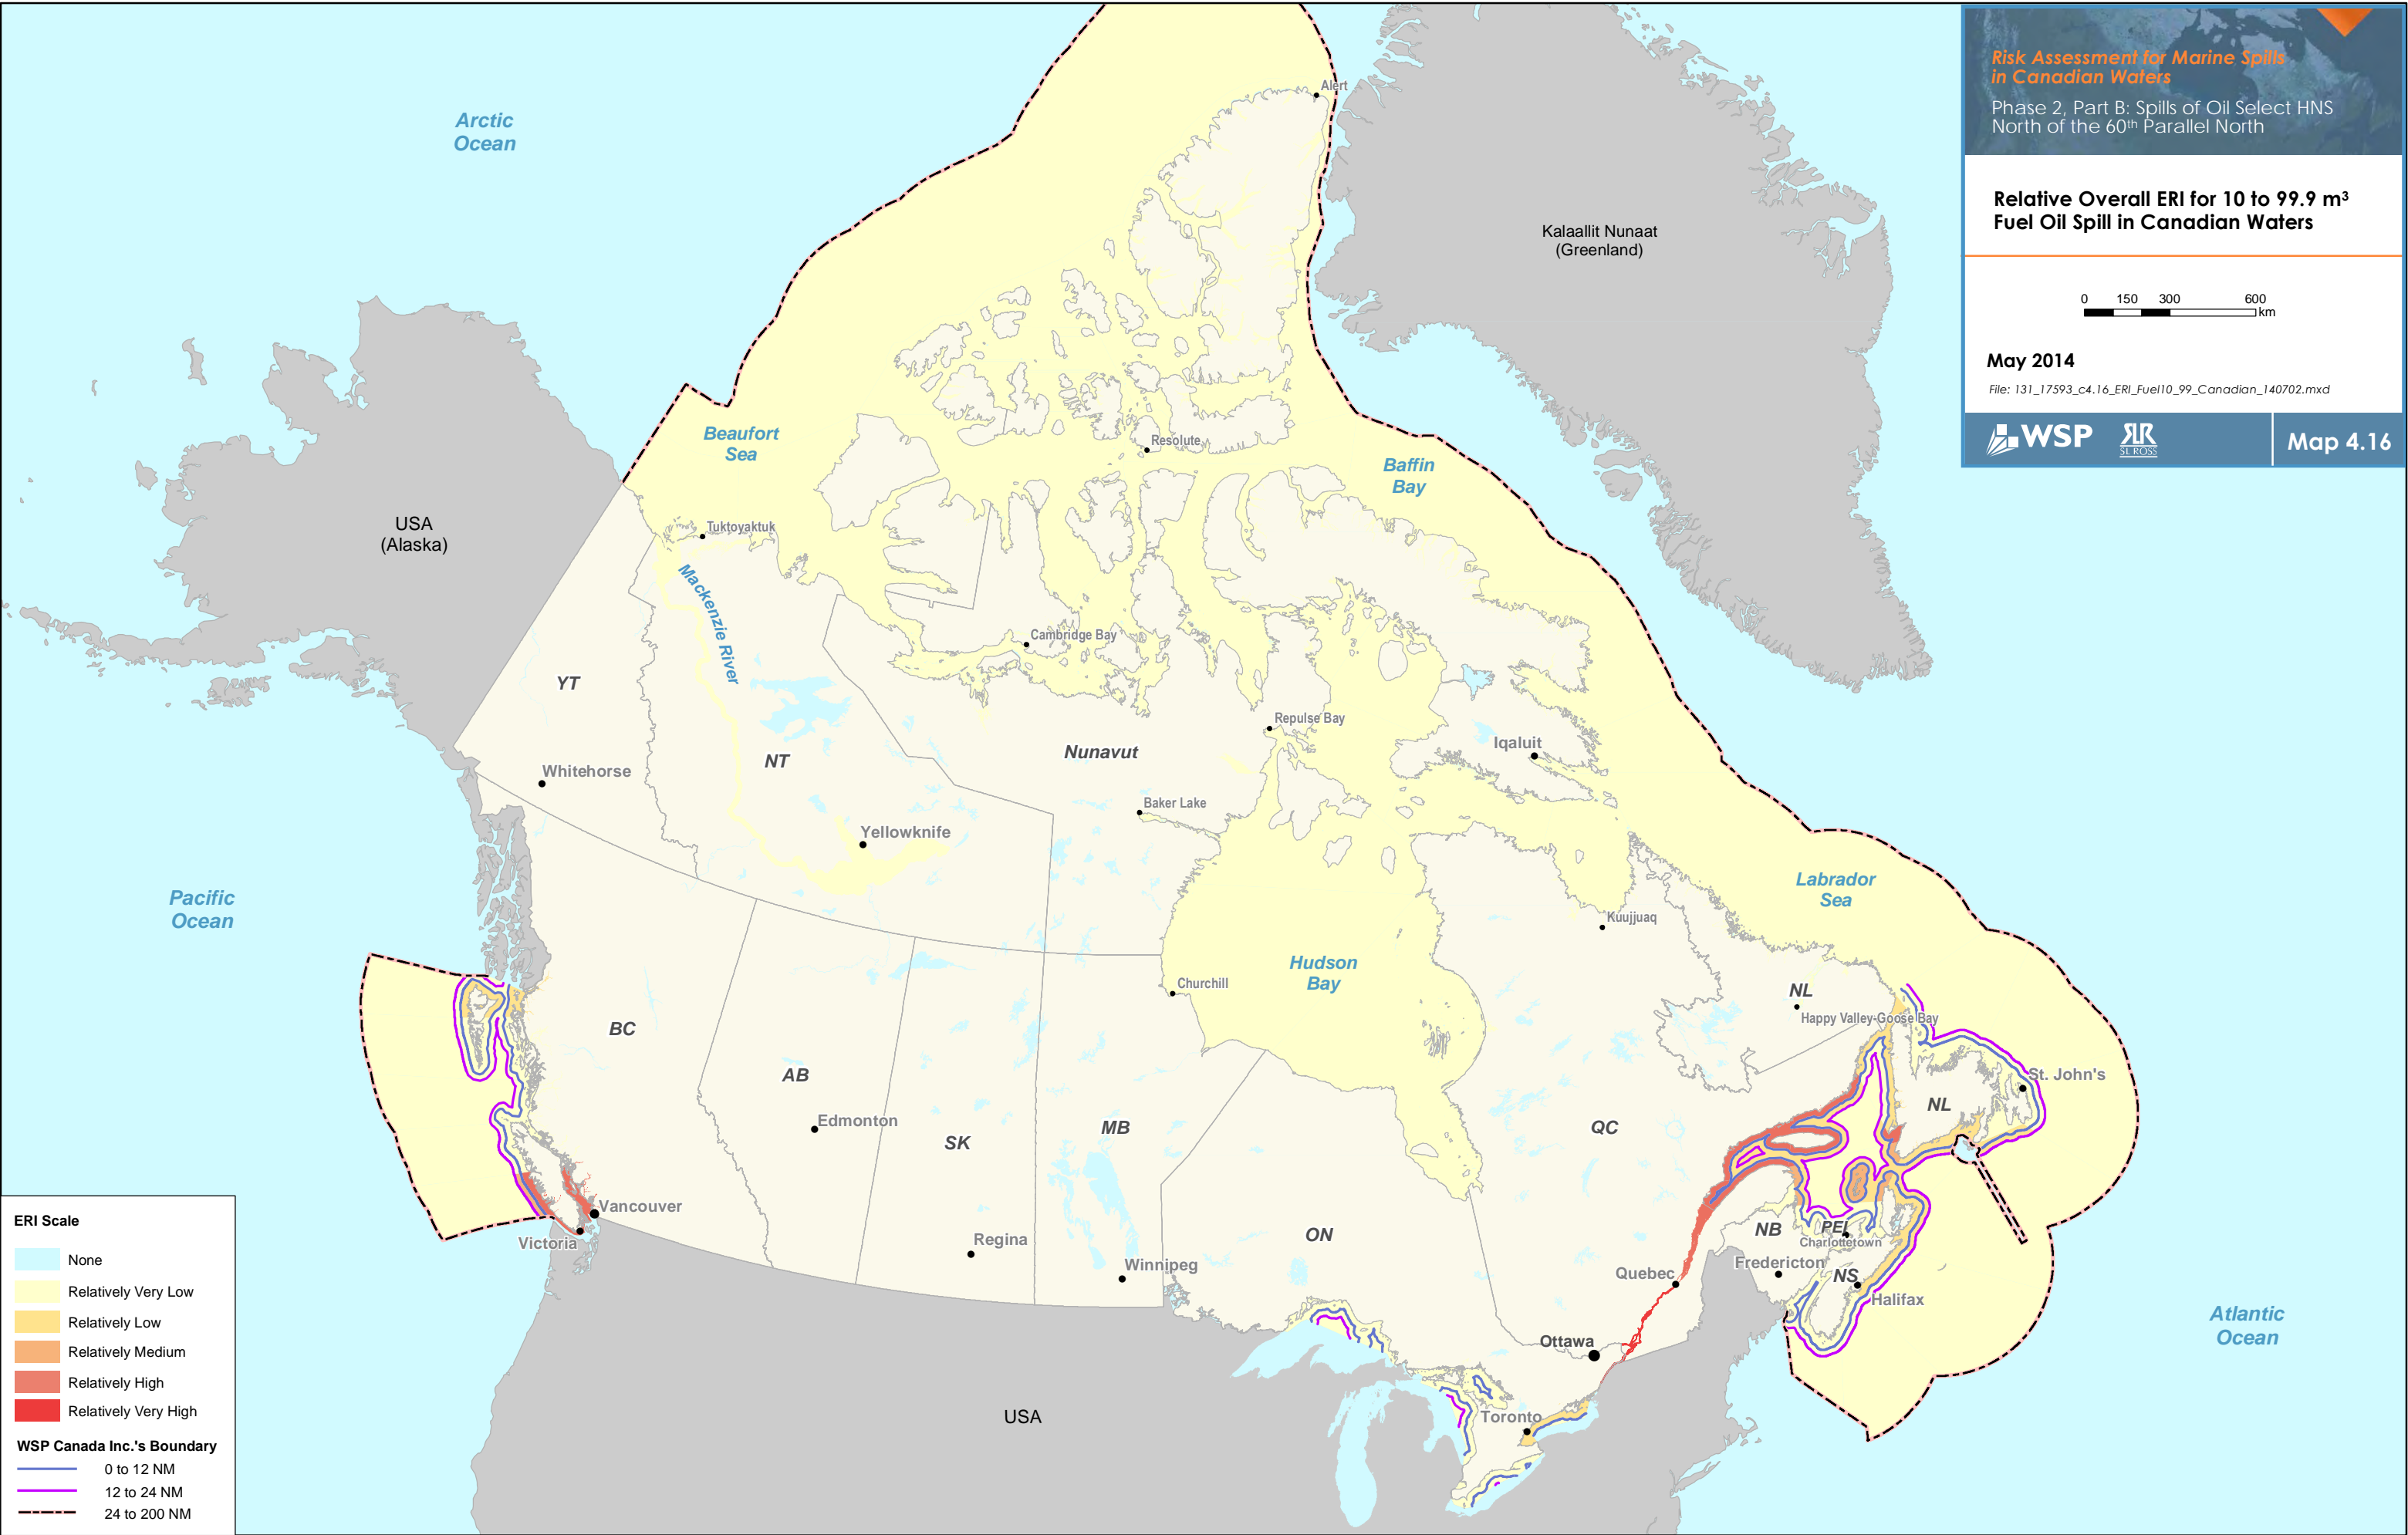 Risk Assessment for Marine Spills
in Canadian Waters
Phase 2, Part B: Spills of Oil Select HNS
North of the 60th Parallel North
Relative Overall ERI for 10 to 99.9 m³
Fuel Oil Spill in Canadian Waters
0 150 300 600
km
May 2014
File: 131_17593_c4.16_ERI_Fuel10_99_Canadian_140702.mxd
WSP
SL ROSS
Map 4.16
Arctic
Ocean
Alert
Kalaallit Nunaat
(Greenland)
Beaufort
Sea
Resolute
Baffin
Bay
USA
(Alaska)
Tuktoyaktuk
Mackenzie River
Cambridge Bay
YT
Repulse Bay
NT
Nunavut
Iqaluit
Whitehorse
Baker Lake
Yellowknife
Pacific
Ocean
Labrador
Sea
Kuujjuaq
Hudson
Bay
Churchill
NL
Happy Valley-Goose Bay
BC
AB
St. John's
NL
Edmonton
SK
MB
QC
Vancouver
Victoria
Regina
Winnipeg
ON
NB
PEI
Charlottetown
Fredericton
NS
Halifax
Quebec
Ottawa
Toronto
USA
Atlantic
Ocean
ERI Scale
None
Relatively Very Low
Relatively Low
Relatively Medium
Relatively High
Relatively Very High
WSP Canada Inc.'s Boundary
0 to 12 NM
12 to 24 NM
24 to 200 NM